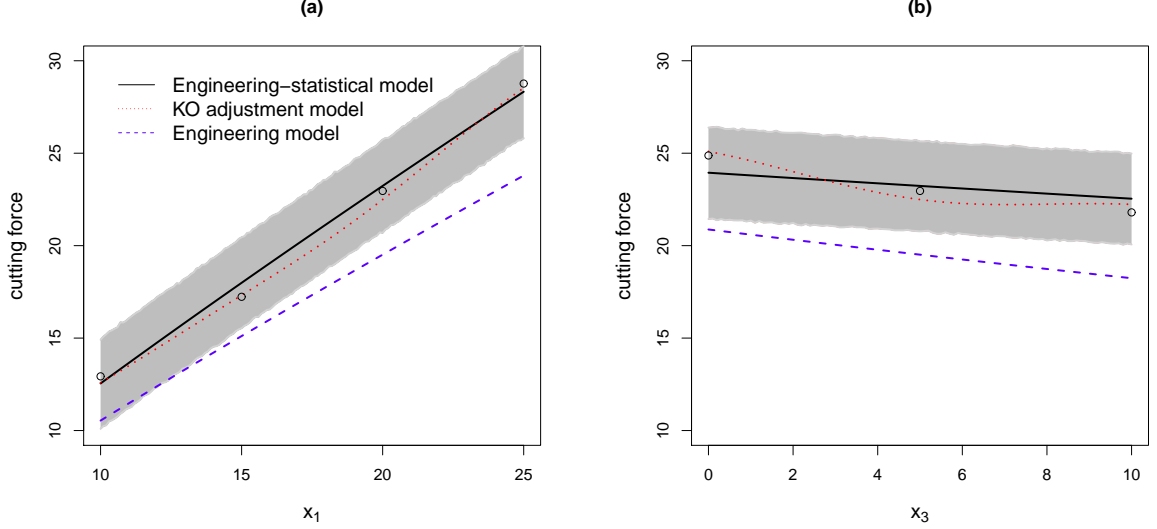 (a)
cutting force
30
25
20
15
10
Engineering−statistical model
KO adjustment model
Engineering model
10 15 20 25
x₁
(b)
cutting force
30
25
20
15
10
0 2 4 6 8 10
x₃